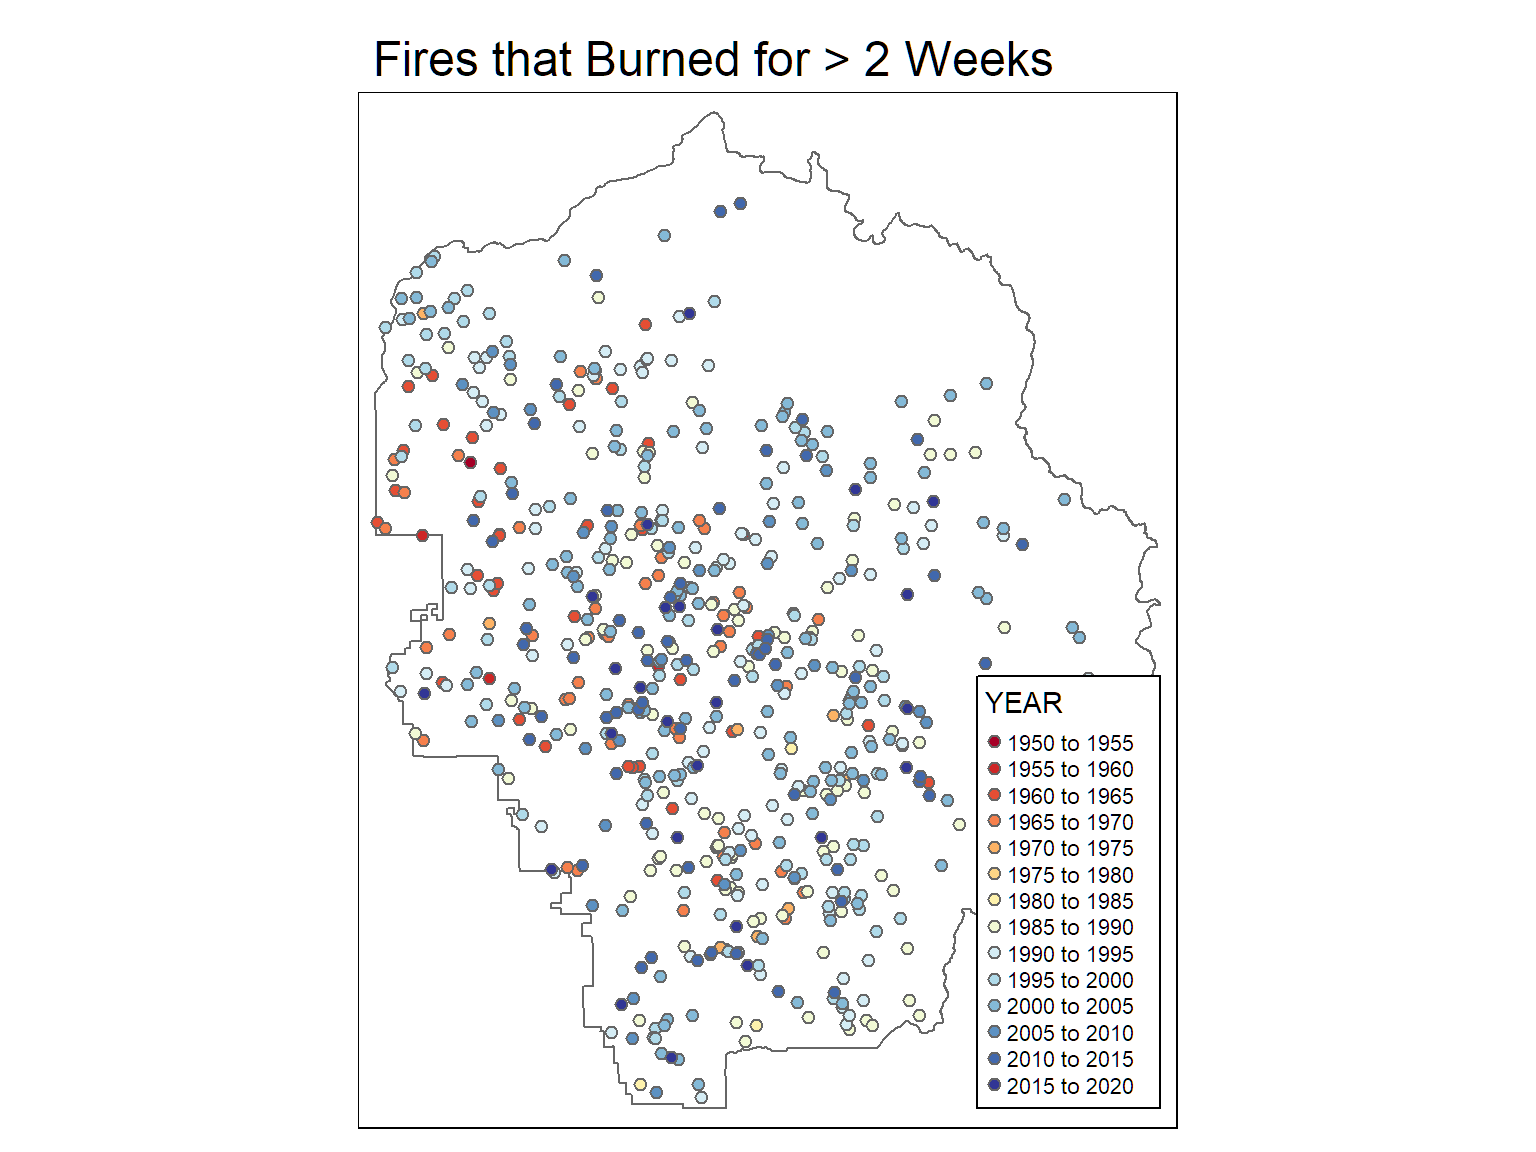 Fires that Burned for > 2 Weeks
YEAR
1950 to 1955
1955 to 1960
1960 to 1965
1965 to 1970
1970 to 1975
1975 to 1980
1980 to 1985
1985 to 1990
1990 to 1995
1995 to 2000
2000 to 2005
2005 to 2010
2010 to 2015
2015 to 2020